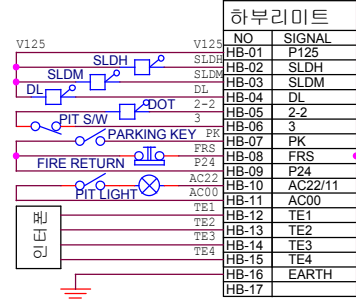 하부리미트
NO SIGNAL
V125 V125 HB-01 P125
SLDH SLDH HB-02 SLDH
SLDM SLDM HB-03 SLDM
DL DL HB-04 DL
DOT 2-2 HB-05 2-2
PIT S/W 3 HB-06 3
PARKING KEY PK HB-07 PK
FRS HB-08 FRS
FIRE RETURN P24 HB-09 P24
AC22 HB-10 AC22/11
PIT LIGHT AC00 HB-11 AC00
TE1 HB-12 TE1
TE2 HB-13 TE2
TE3 HB-14 TE3
TE4 HB-15 TE4
HB-16 EARTH
HB-17
인터폰